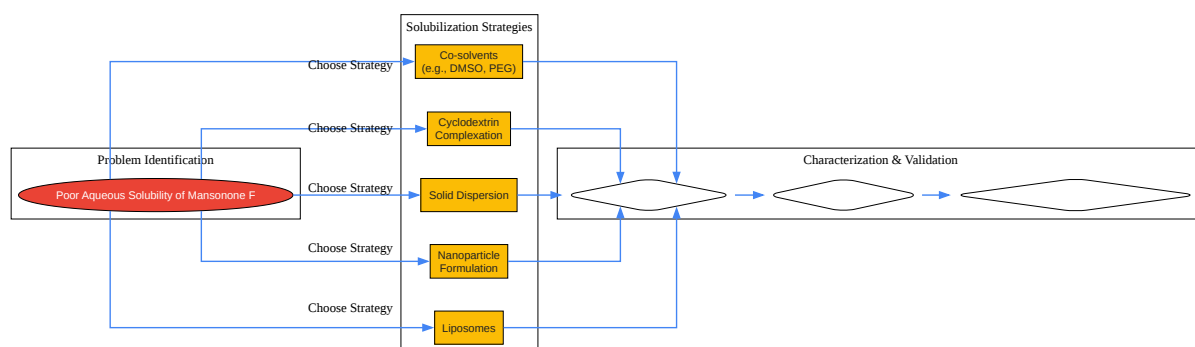 Solubilization Strategies
Co-solvents
(e.g., DMSO, PEG)
Choose Strategy
Cyclodextrin
Complexation
Choose Strategy
Problem Identification
Characterization & Validation
Poor Aqueous Solubility of Mansonone F
Choose Strategy
Solid Dispersion
Choose Strategy
Nanoparticle
Formulation
Choose Strategy
Liposomes